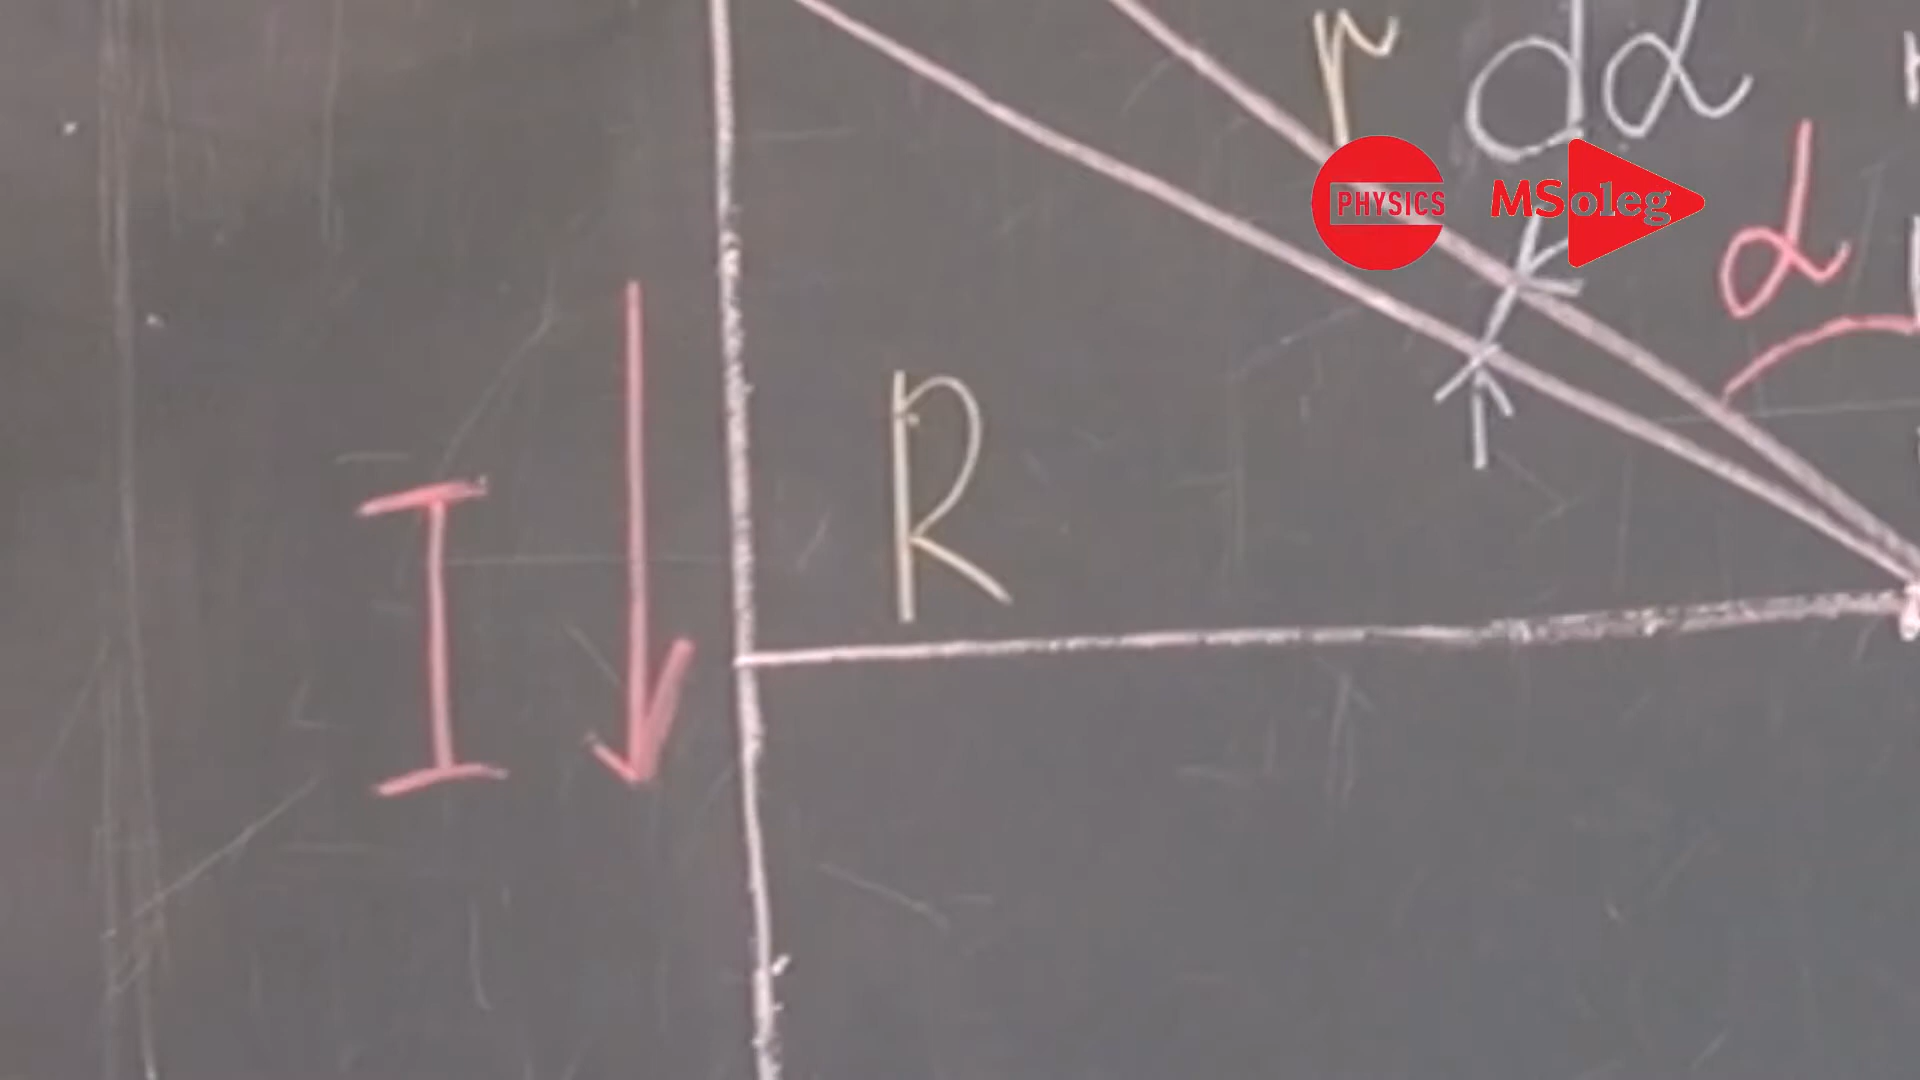 r dα
PHYSICS MSoleg
α
R
I